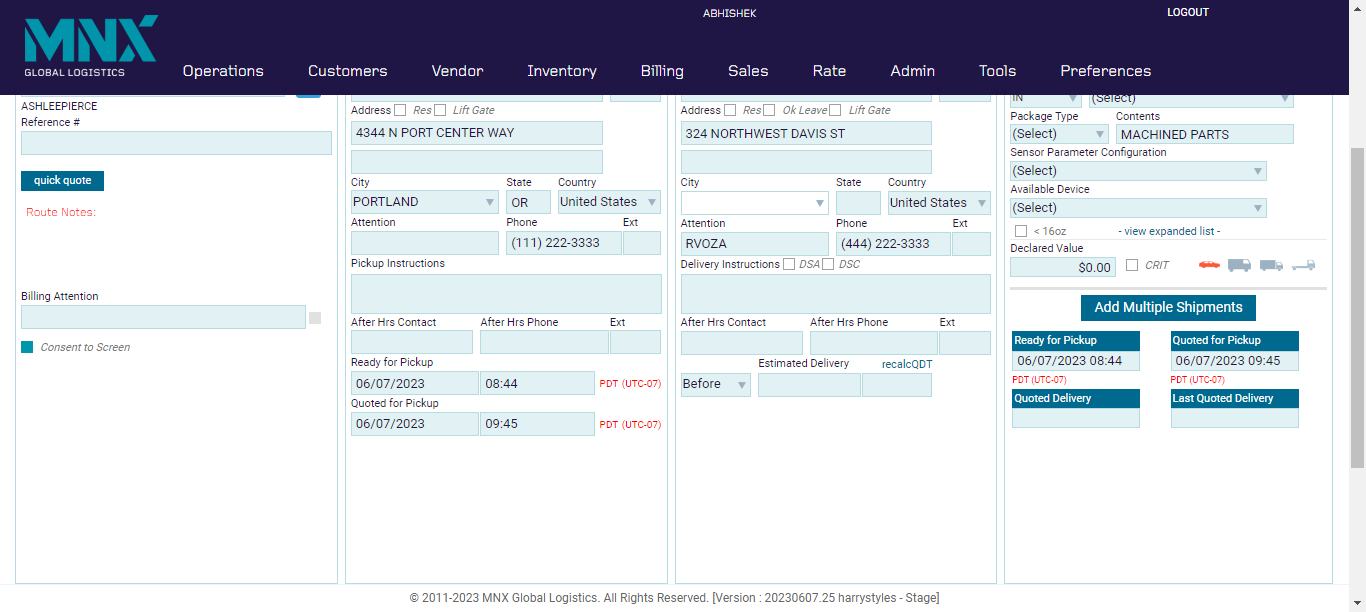 ABHISHEK
LOGOUT
MNX
GLOBAL LOGISTICS
Operations
Customers
Vendor
Inventory
Billing
Sales
Rate
Admin
Tools
Preferences
ASHLEEPIERCE
Reference #
quick quote
Route Notes:
Billing Attention
Consent to Screen
Address Res Lift Gate
4344 N PORT CENTER WAY
City State Country
PORTLAND OR United States
Attention Phone Ext
(111) 222-3333
Pickup Instructions
After Hrs Contact After Hrs Phone Ext
Ready for Pickup
06/07/2023 08:44 PDT (UTC-07)
Quoted for Pickup
06/07/2023 09:45 PDT (UTC-07)
Address Res Ok Leave Lift Gate
324 NORTHWEST DAVIS ST
City State Country
United States
Attention Phone Ext
RVOZA (444) 222-3333
Delivery Instructions DSA DSC
After Hrs Contact After Hrs Phone Ext
Estimated Delivery recalcQDT
Before
IN (Select)
Package Type Contents
(Select) MACHINED PARTS
Sensor Parameter Configuration
(Select)
Available Device
(Select)
< 16oz - view expanded list -
Declared Value
$0.00 CRIT
Add Multiple Shipments
Ready for Pickup Quoted for Pickup
06/07/2023 08:44 06/07/2023 09:45
PDT (UTC-07) PDT (UTC-07)
Quoted Delivery Last Quoted Delivery
© 2011-2023 MNX Global Logistics. All Rights Reserved. [Version : 20230607.25 harrystyles - Stage]